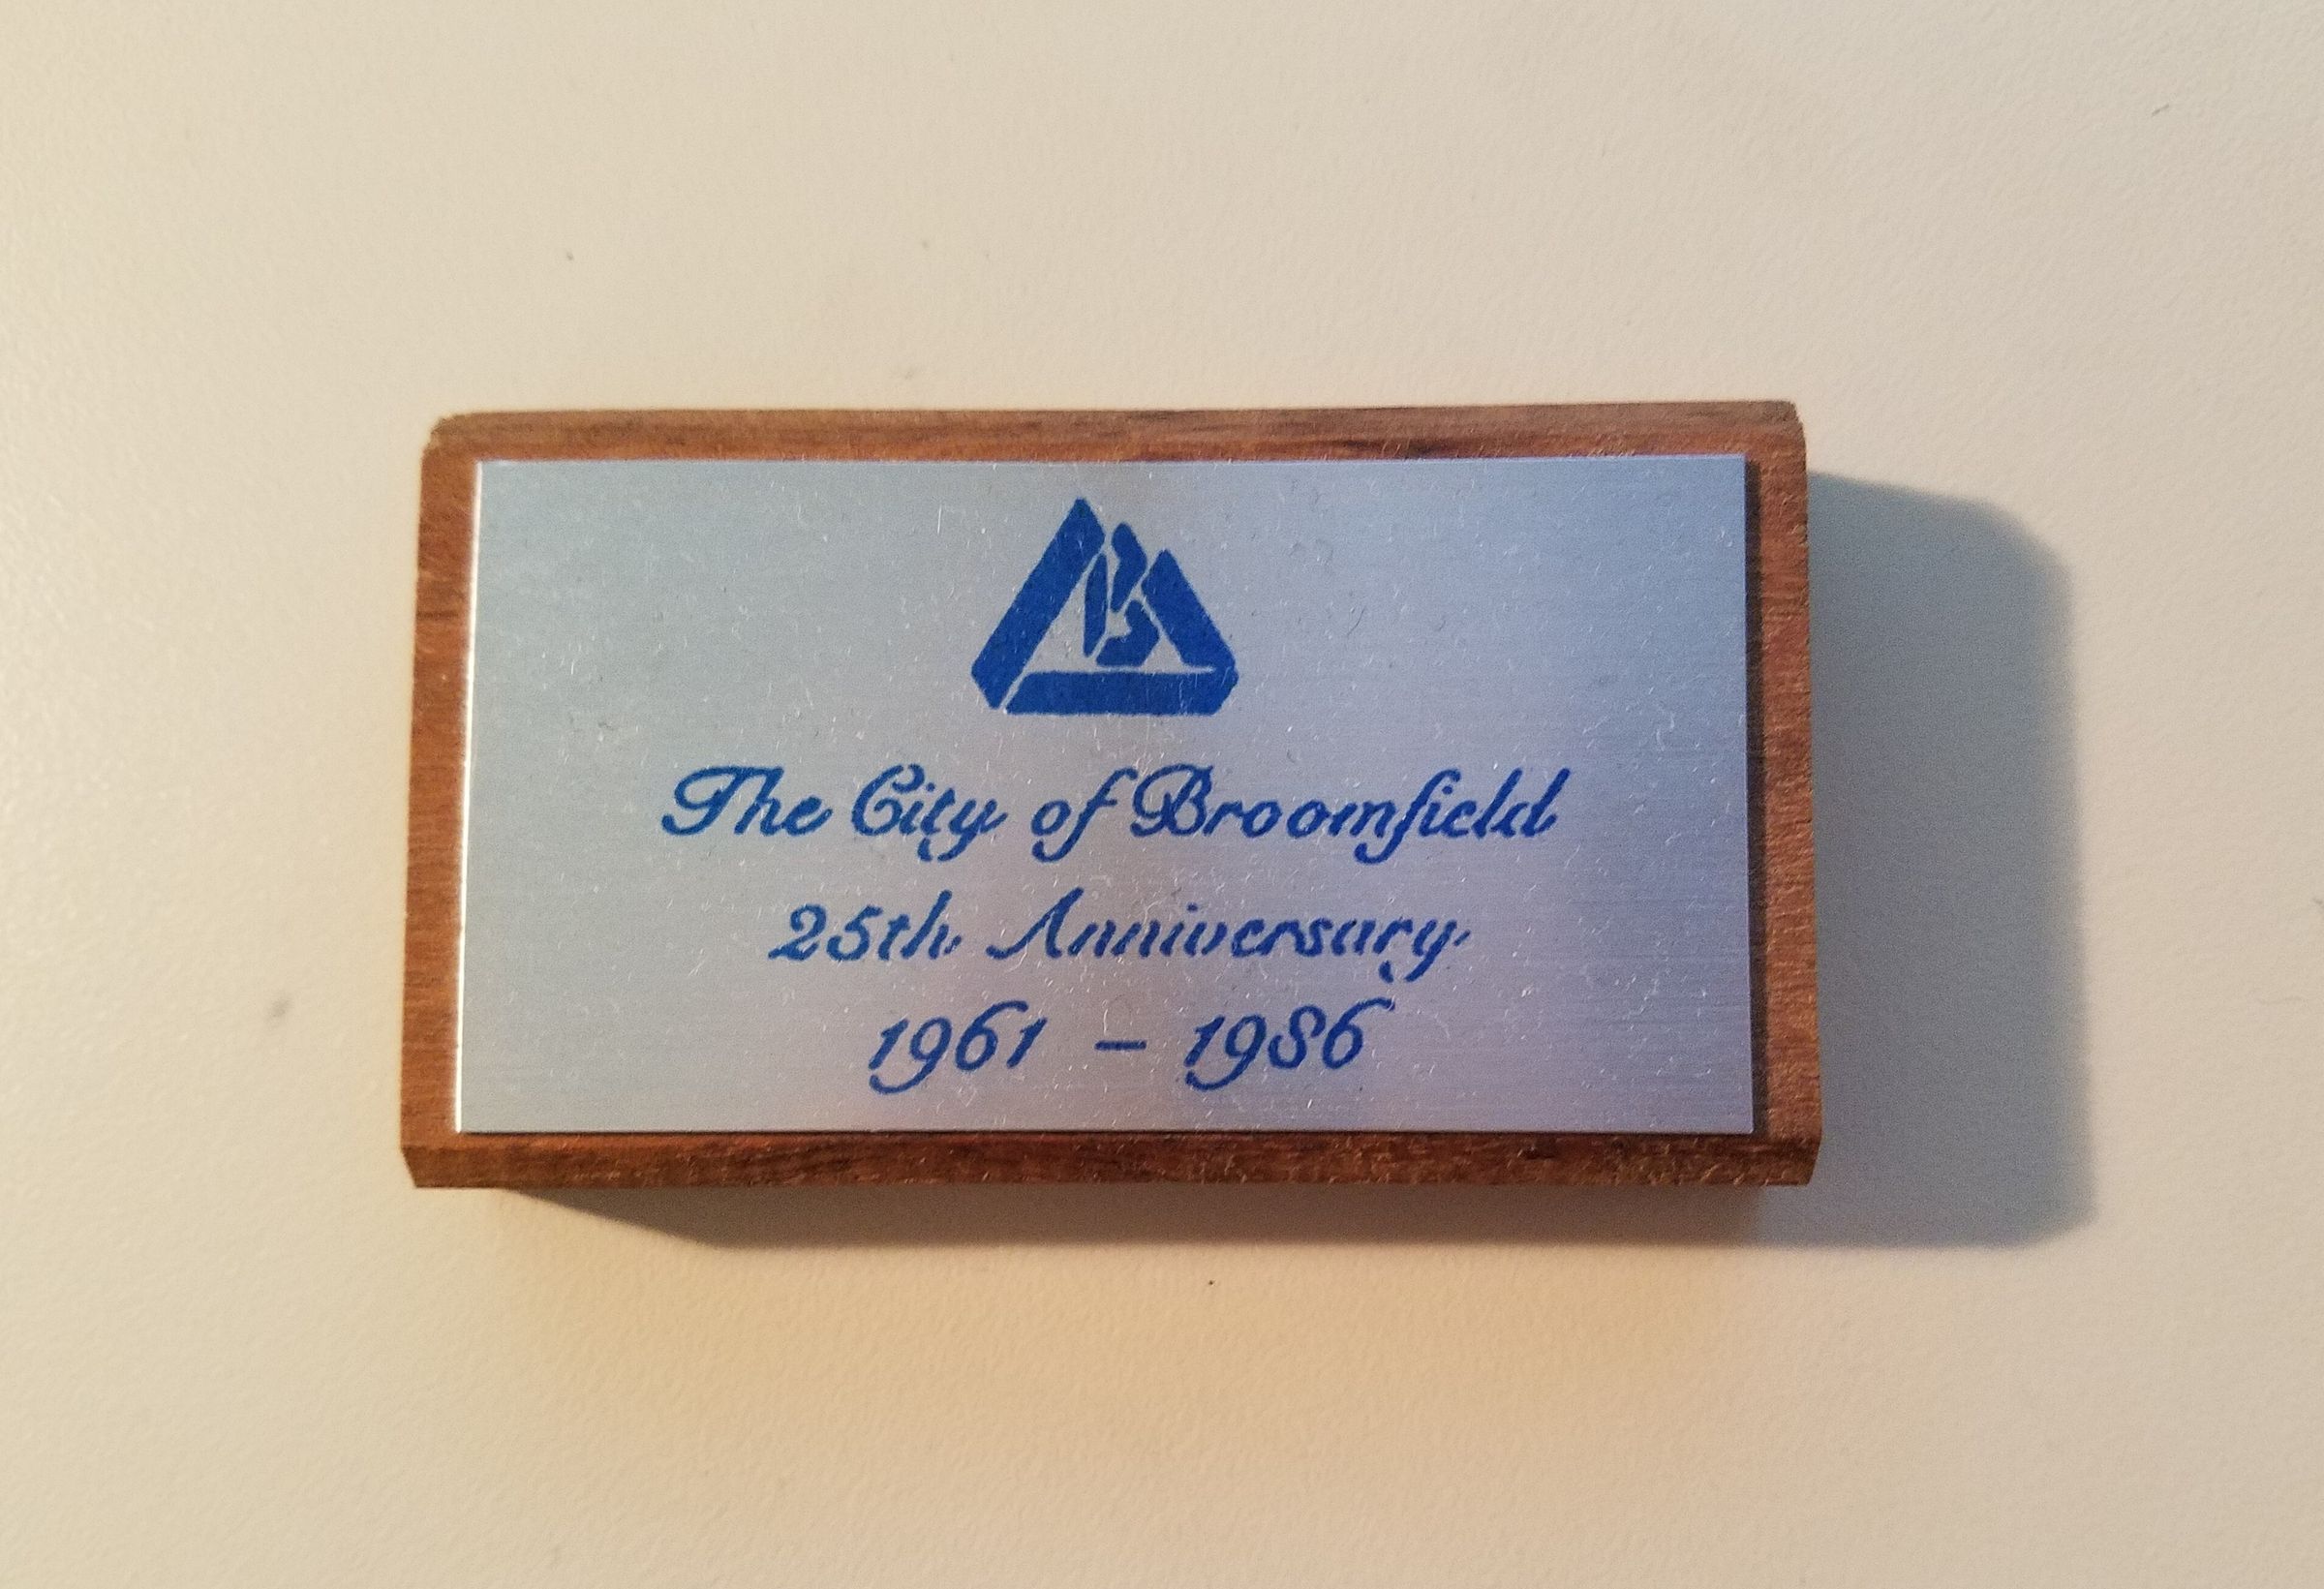 The City of Broomfield
25th Anniversary
1961 – 1986